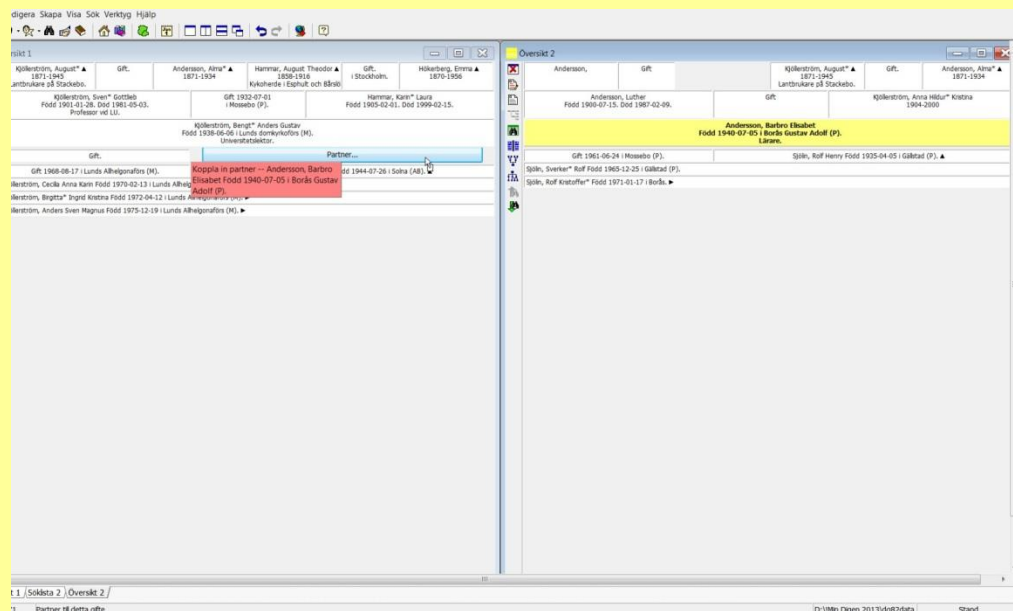 digera Skapa Visa Sök Verktyg Hjälp
rsikt 1
Kjöllerström, August* ▲
1871-1945
Lantbrukare på Stackebo.
Gift.
Andersson, Alma* ▲
1871-1934
Hammar, August Theodor ▲
1858-1916
Kykoherde i Esphult och Bårslö
Gift.
i Stockholm.
Hökerberg, Emma ▲
1870-1956
Kjöllerström, Sven* Gottlieb
Född 1901-01-28. Död 1981-05-03.
Professor vid LU.
Gift 1932-07-01
i Mossebo (P).
Hammar, Karin* Laura
Född 1905-02-01. Död 1999-02-15.
Kjöllerström, Bengt* Anders Gustav
Född 1938-06-06 i Lunds domkyrkoförs (M).
Universitetslektor.
Gift.
Partner...
Gift 1968-08-17 i Lunds Allhelgonaförs (M).
dd 1944-07-26 i Solna (AB).
Koppla in partner -- Andersson, Barbro
Elisabet Född 1940-07-05 i Borås Gustav
Adolf (P).
llerström, Cecilia Anna Karin Född 1970-02-13 i Lunds Allhelg
llerström, Birgitta* Ingrid Kristina Född 1972-04-12 i Lunds Allhelgonaförs (M). ►
llerström, Anders Sven Magnus Född 1975-12-19 i Lunds Allhelgonaförs (M). ►
Översikt 2
Andersson,
Gift
Kjöllerström, August* ▲
1871-1945
Lantbrukare på Stackebo.
Gift.
Andersson, Alma* ▲
1871-1934
Andersson, Luther
Född 1900-07-15. Död 1987-02-09.
Gift
Kjöllerström, Anna Hildur* Kristina
1904-2000
Andersson, Barbro Elisabet
Född 1940-07-05 i Borås Gustav Adolf (P).
Lärare.
Gift 1961-06-24 i Mossebo (P).
Sjölin, Rolf Henry Född 1935-04-05 i Gällstad (P). ▲
Sjölin, Sverker* Rolf Född 1965-12-25 i Gällstad (P).
Sjölin, Rolf Kristoffer* Född 1971-01-17 i Borås. ►
t 1 / Söklista 2 \ Översikt 2 /
Partner till detta gifte
D:\Min Disgen 2013\do82data
Stand